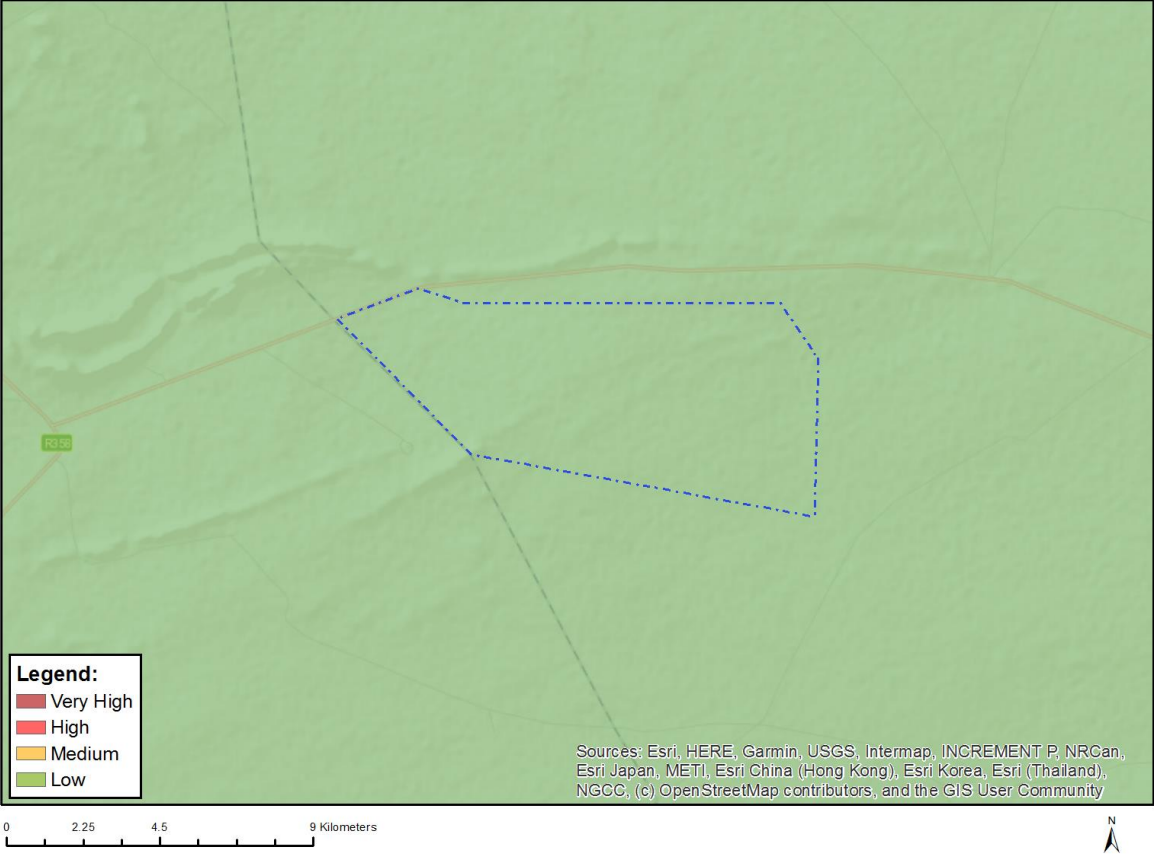 R358
Legend:
Very High
High
Medium
Low
Sources: Esri, HERE, Garmin, USGS, Intermap, INCREMENT P, NRCan,
Esri Japan, METI, Esri China (Hong Kong), Esri Korea, Esri (Thailand),
NGCC, (c) OpenStreetMap contributors, and the GIS User Community
0 2.25 4.5 9 Kilometers
N